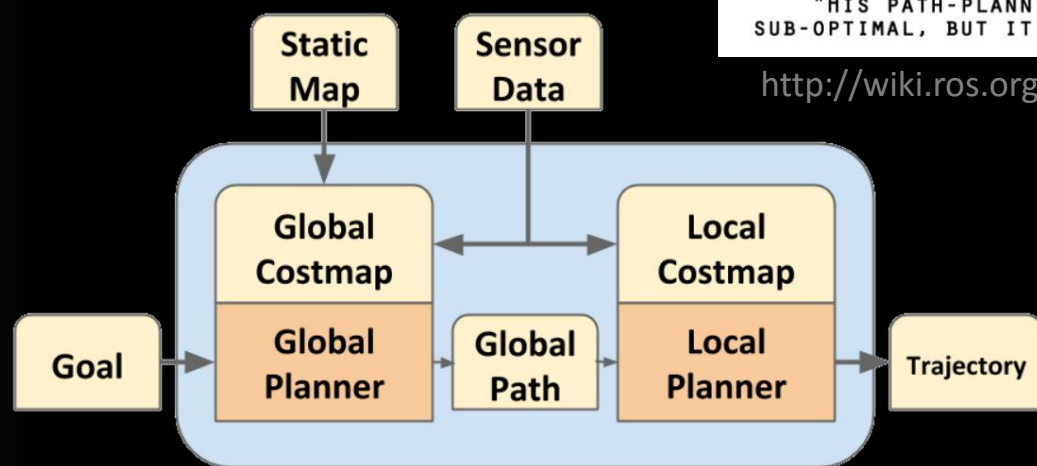 "HIS PATH-PLANN
SUB-OPTIMAL, BUT IT
http://wiki.ros.org
Static
Map
Sensor
Data
Global
Costmap
Local
Costmap
Goal
Global
Planner
Global
Path
Local
Planner
Trajectory